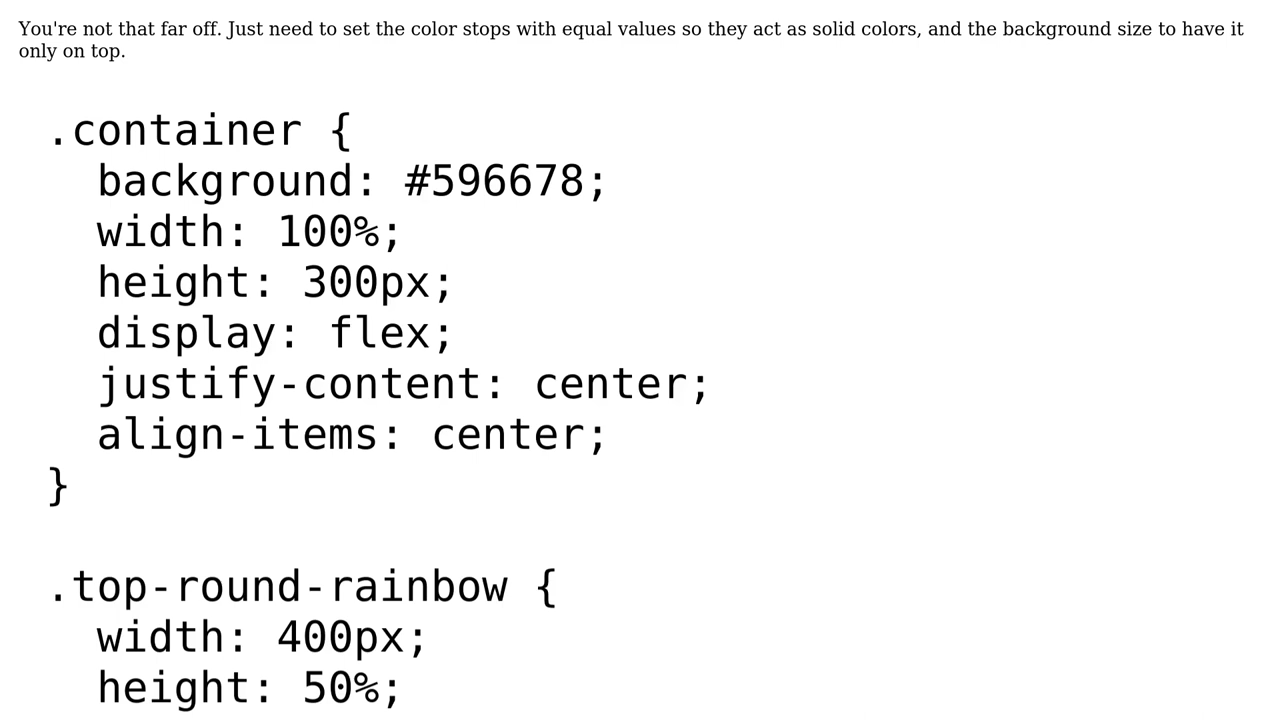 You're not that far off. Just need to set the color stops with equal values so they act as solid colors, and the background size to have it
only on top.
.container {
  background: #596678;
  width: 100%;
  height: 300px;
  display: flex;
  justify-content: center;
  align-items: center;
}
.top-round-rainbow {
  width: 400px;
  height: 50%;